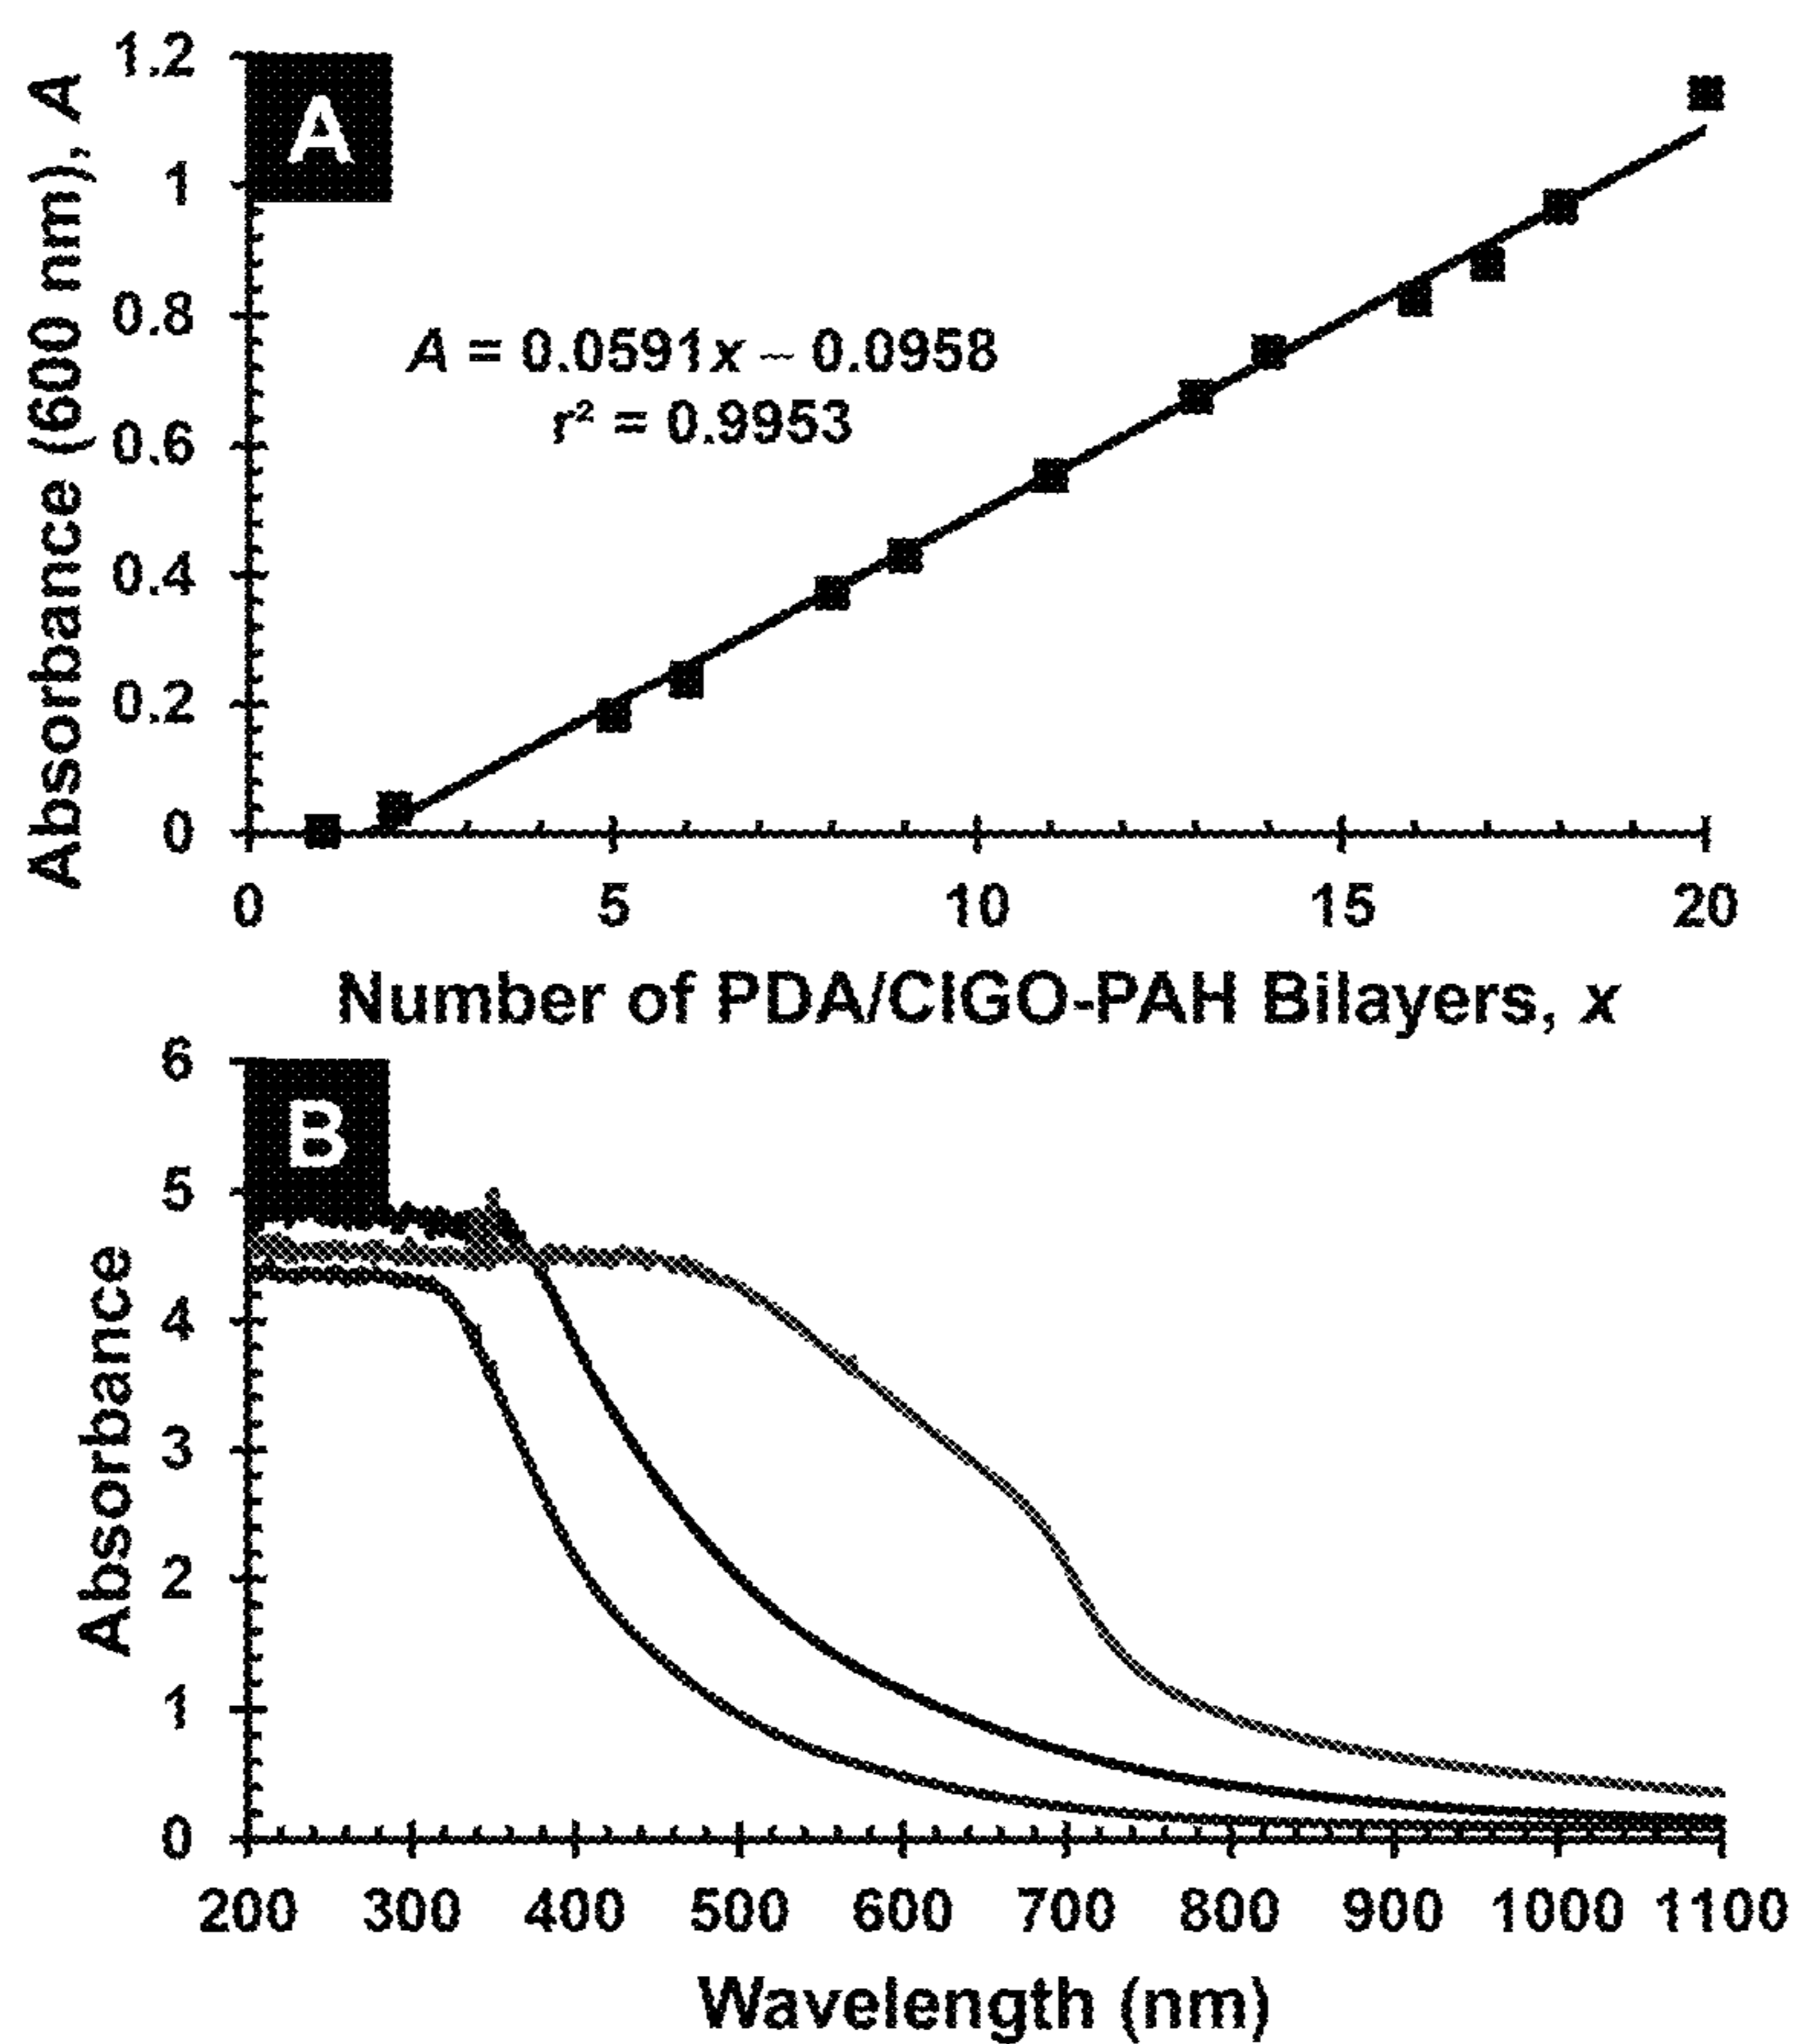 A
1.2
1
0.8
0.6
0.4
0.2
0
Absorbance (600 nm), A
A = 0.0591x – 0.0958
r² = 0.9953
0 5 10 15 20
Number of PDA/CIGO-PAH Bilayers, x
B
6
5
4
3
2
1
0
Absorbance
200 300 400 500 600 700 800 900 1000 1100
Wavelength (nm)